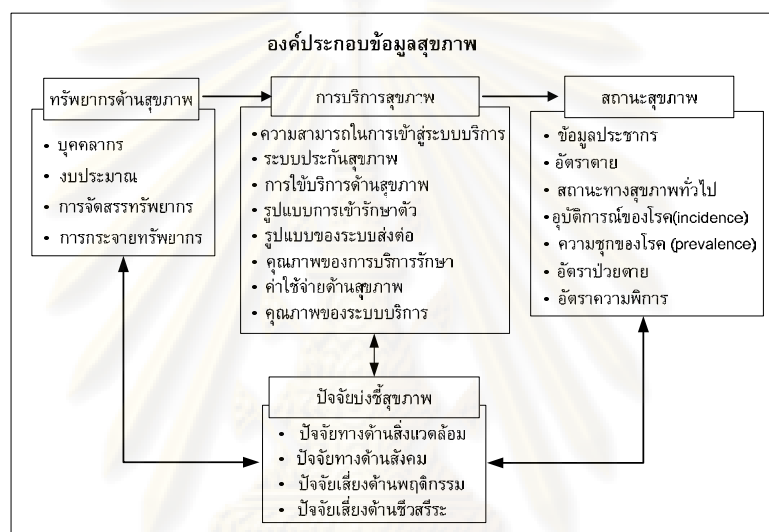 องค์ประกอบข้อมูลสุขภาพ
ทรัพยากรด้านสุขภาพ
• บุคคลากร
• งบประมาณ
• การจัดสรรทรัพยากร
• การกระจายทรัพยากร
การบริการสุขภาพ
•ความสามารถในการเข้าสู่ระบบบริการ
•ระบบประกันสุขภาพ
•การใช้บริการด้านสุขภาพ
•รูปแบบการเข้ารักษาตัว
•รูปแบบของระบบส่งต่อ
• คุณภาพของการบริการรักษา
•ค่าใช้จ่ายด้านสุขภาพ
• คุณภาพของระบบบริการ
สถานะสุขภาพ
• ข้อมูลประชากร
•อัตราตาย
• สถานะทางสุขภาพทั่วไป
•อุบัติการณ์ของโรค(incidence)
• ความชุกของโรค (prevalence)
• อัตราป่วยตาย
• อัตราความพิการ
ปัจจัยบ่งชี้สุขภาพ
• ปัจจัยทางด้านสิ่งแวดล้อม
• ปัจจัยทางด้านสังคม
• ปัจจัยเสี่ยงด้านพฤติกรรม
• ปัจจัยเสี่ยงด้านชีวสรีระ